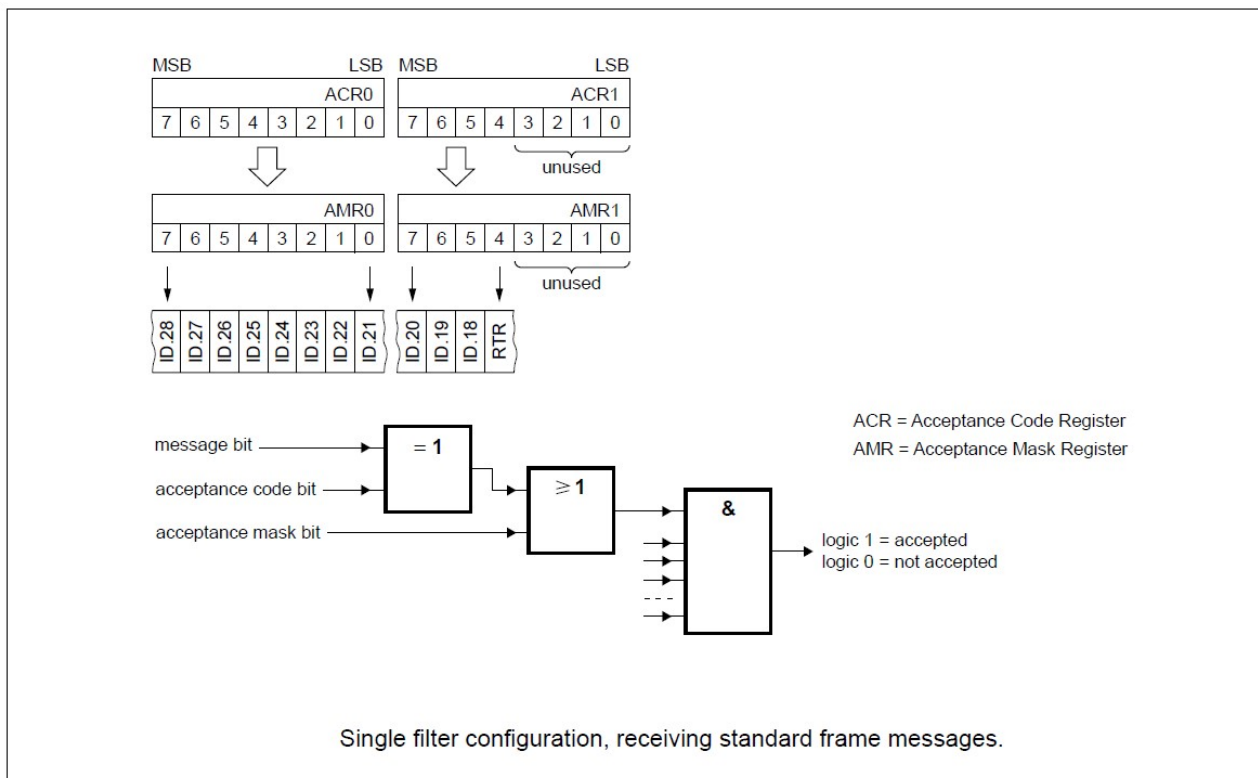 MSB LSB MSB LSB
ACR0 ACR1
7 6 5 4 3 2 1 0 7 6 5 4 3 2 1 0
unused
AMR0 AMR1
7 6 5 4 3 2 1 0 7 6 5 4 3 2 1 0
unused
ID.28 ID.27 ID.26 ID.25 ID.24 ID.23 ID.22 ID.21 ID.20 ID.19 ID.18 RTR
message bit
= 1
acceptance code bit
≥ 1
acceptance mask bit
&
logic 1 = accepted
logic 0 = not accepted
ACR = Acceptance Code Register
AMR = Acceptance Mask Register
Single filter configuration, receiving standard frame messages.